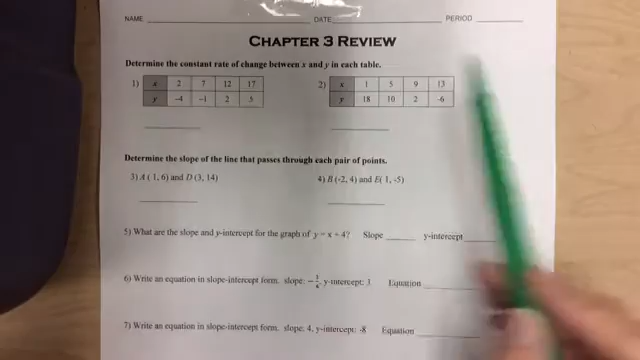 NAME DATE PERIOD
CHAPTER 3 REVIEW
Determine the constant rate of change between x and y in each table.
1) x 2 7 12 17 2) x 1 5 9 13
y -4 -1 2 5 y 18 10 2 -6
Determine the slope of the line that passes through each pair of points.
3) A ( 1, 6) and D (3, 14) 4) B (-2, 4) and E( 1, -5)
5) What are the slope and y-intercept for the graph of y = x + 4? Slope y-intercept
6) Write an equation in slope-intercept form. slope: y-intercept: 3 Equation
7) Write an equation in slope-intercept form. slope: 4, y-intercept: -8 Equation